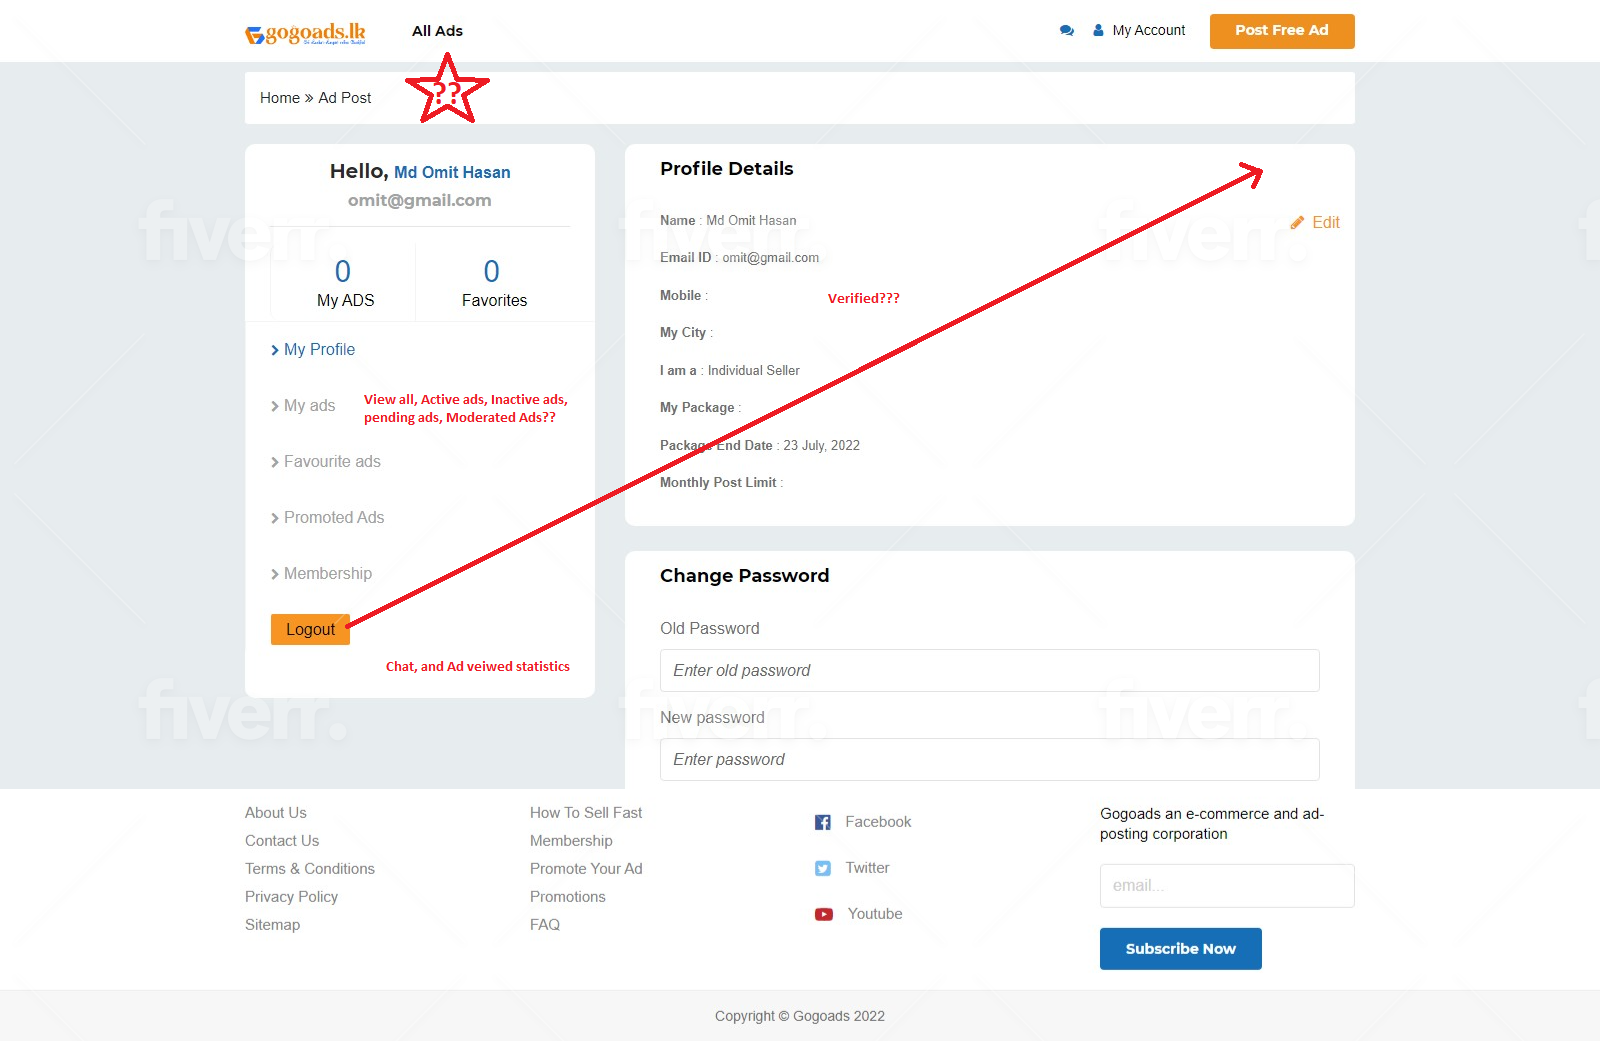 gogoads.lk
All Ads
My Account
Post Free Ad
??
Home » Ad Post
Hello, Md Omit Hasan
omit@gmail.com
0
My ADS
0
Favorites
My Profile
My ads
View all, Active ads, Inactive ads,
pending ads, Moderated Ads??
Favourite ads
Promoted Ads
Membership
Logout
Chat, and Ad veiwed statistics
Profile Details
Edit
Name : Md Omit Hasan
Email ID : omit@gmail.com
Mobile :
Verified???
My City :
I am a : Individual Seller
My Package :
Package End Date : 23 July, 2022
Monthly Post Limit :
Change Password
Old Password
Enter old password
New password
Enter password
fiverr.
fiverr.
fiverr.
fiverr.
fiverr.
fiverr.
About Us
Contact Us
Terms & Conditions
Privacy Policy
Sitemap
How To Sell Fast
Membership
Promote Your Ad
Promotions
FAQ
Facebook
Twitter
Youtube
Gogoads an e-commerce and ad-
posting corporation
email...
Subscribe Now
Copyright © Gogoads 2022